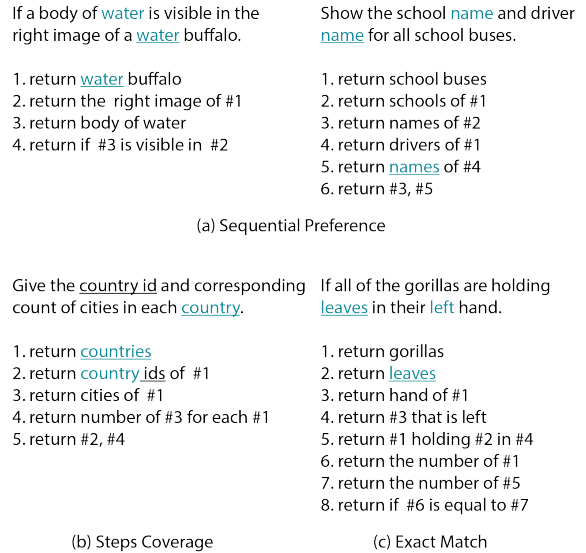 If a body of water is visible in the
right image of a water buffalo.
1. return water buffalo
2. return the right image of #1
3. return body of water
4. return if #3 is visible in #2
Show the school name and driver
name for all school buses.
1. return school buses
2. return schools of #1
3. return names of #2
4. return drivers of #1
5. return names of #4
6. return #3, #5
(a) Sequential Preference
Give the country id and corresponding
count of cities in each country.
1. return countries
2. return country ids of #1
3. return cities of #1
4. return number of #3 for each #1
5. return #2, #4
(b) Steps Coverage
If all of the gorillas are holding
leaves in their left hand.
1. return gorillas
2. return leaves
3. return hand of #1
4. return #3 that is left
5. return #1 holding #2 in #4
6. return the number of #1
7. return the number of #5
8. return if #6 is equal to #7
(c) Exact Match